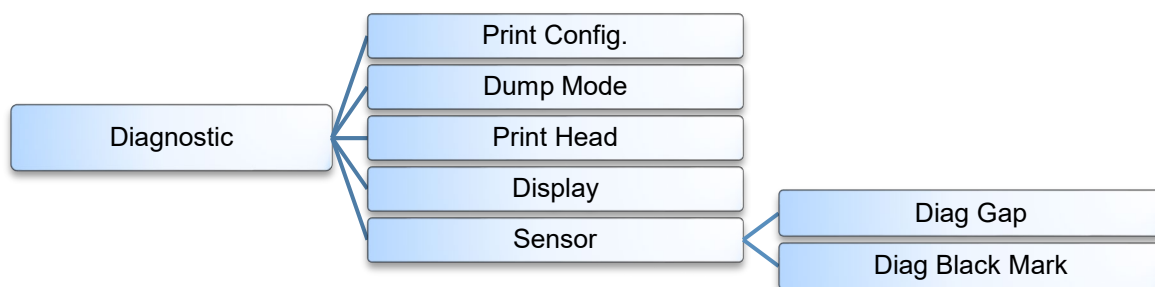 Diagnostic
Print Config.
Dump Mode
Print Head
Display
Sensor
Diag Gap
Diag Black Mark